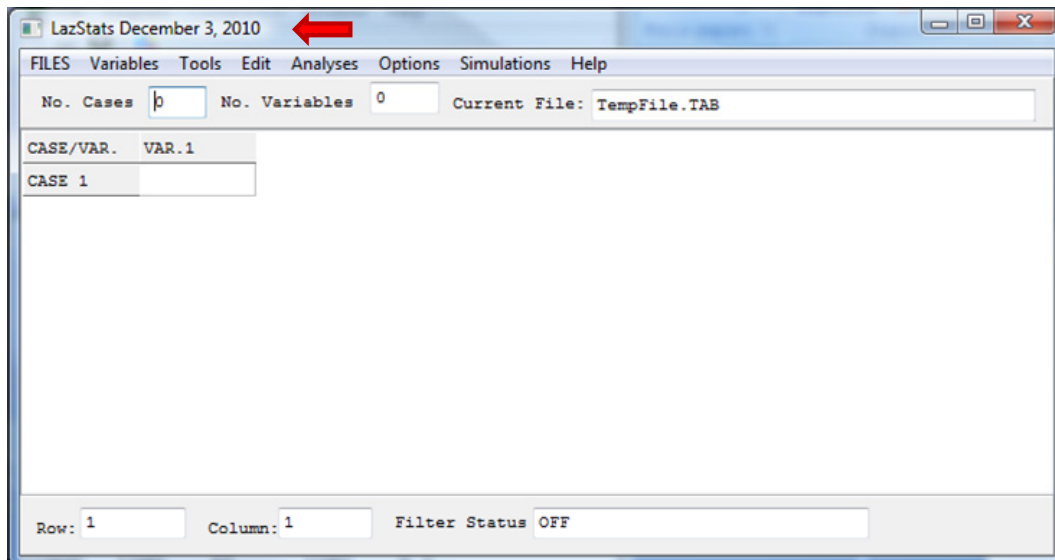 LazStats December 3, 2010
FILES Variables Tools Edit Analyses Options Simulations Help
No. Cases 0 No. Variables 0 Current File: TempFile.TAB
CASE/VAR. VAR.1
CASE 1
Row: 1 Column: 1 Filter Status OFF